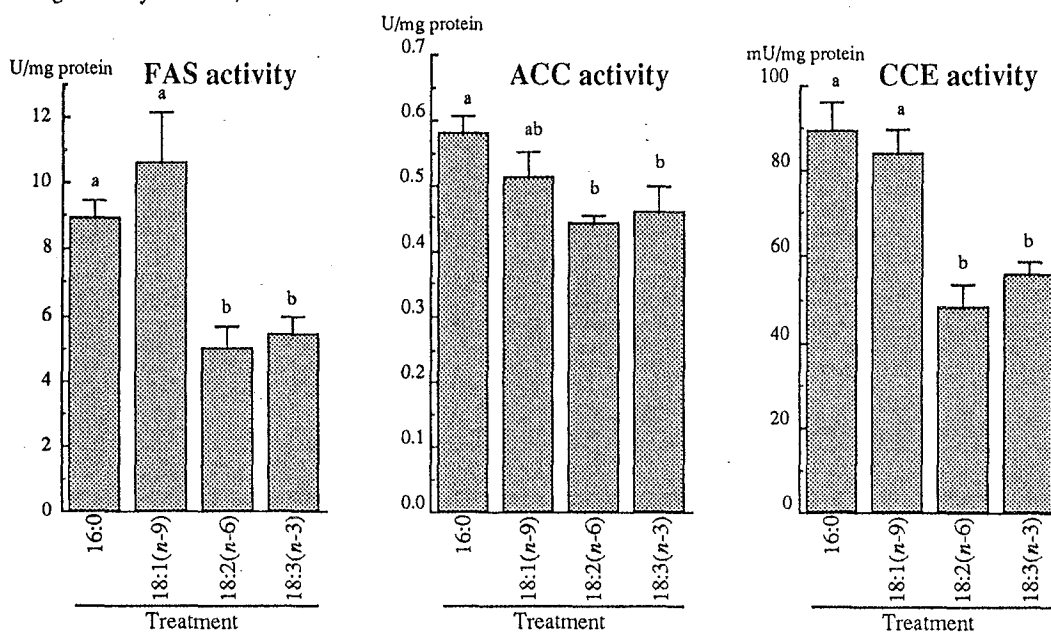 U/mg protein
FAS activity
12
10
8
6
4
2
0
a
a
b
b
16:0
18:1(n-9)
18:2(n-6)
18:3(n-3)
Treatment
U/mg protein
ACC activity
0.7
0.6
0.5
0.4
0.3
0.2
0.1
0.0
a
ab
b
b
16:0
18:1(n-9)
18:2(n-6)
18:3(n-3)
Treatment
mU/mg protein
CCE activity
100
80
60
40
20
0
a
a
b
b
16:0
18:1(n-9)
18:2(n-6)
18:3(n-3)
Treatment